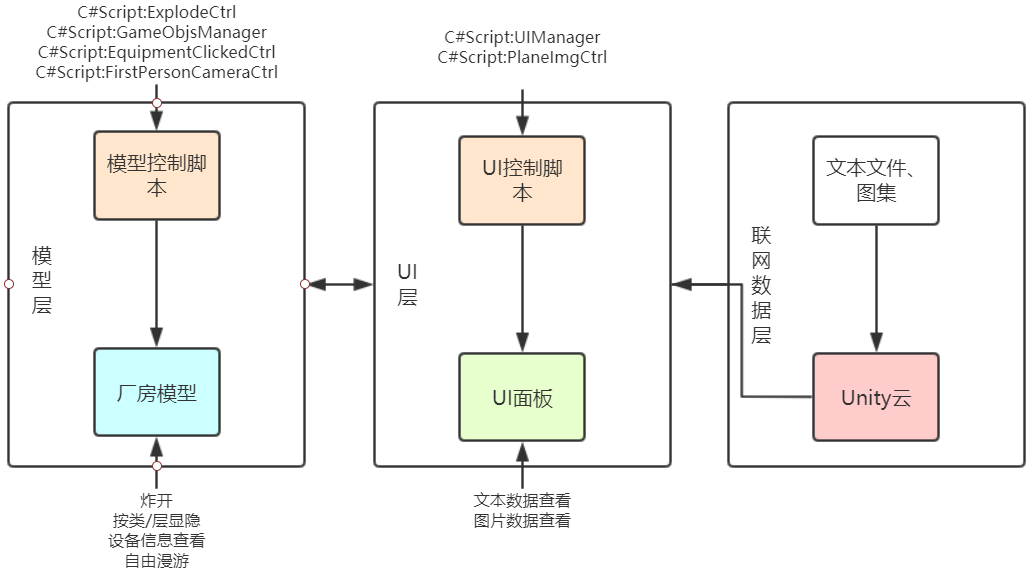 C#Script:ExplodeCtrl
C#Script:GameObjsManager
C#Script:EquipmentClickedCtrl
C#Script:FirstPersonCameraCtrl
模型控制脚
本
模
型
层
厂房模型
炸开
按类/层显隐
设备信息查看
自由漫游
C#Script:UIManager
C#Script:PlaneImgCtrl
UI控制脚
本
UI
层
UI面板
文本数据查看
图片数据查看
文本文件、
图集
联
网
数
据
层
Unity云